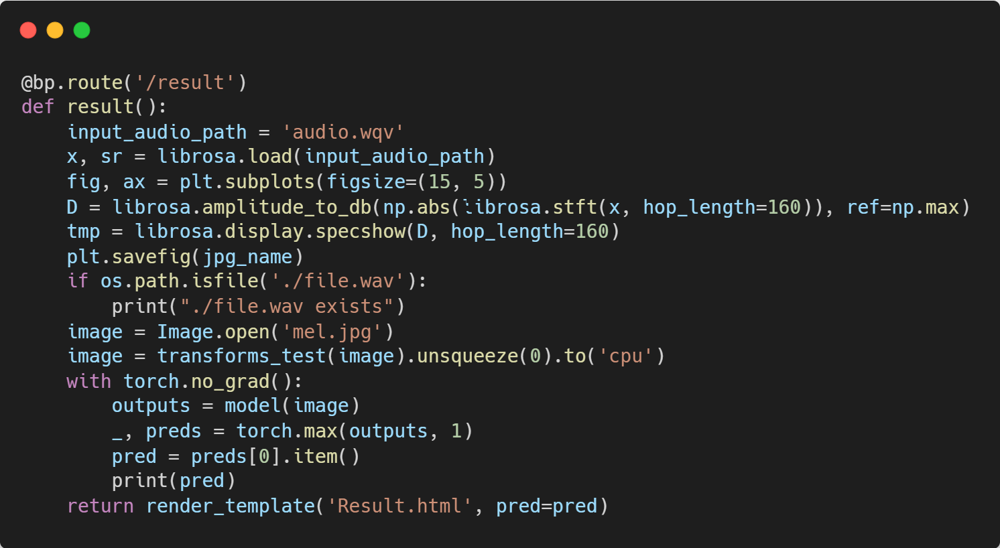 @bp.route('/result')
def result():
    input_audio_path = 'audio.wqv'
    x, sr = librosa.load(input_audio_path)
    fig, ax = plt.subplots(figsize=(15, 5))
    D = librosa.amplitude_to_db(np.abs(librosa.stft(x, hop_length=160)), ref=np.max)
    tmp = librosa.display.specshow(D, hop_length=160)
    plt.savefig(jpg_name)
    if os.path.isfile('./file.wav'):
        print("./file.wav exists")
    image = Image.open('mel.jpg')
    image = transforms_test(image).unsqueeze(0).to('cpu')
    with torch.no_grad():
        outputs = model(image)
        _, preds = torch.max(outputs, 1)
        pred = preds[0].item()
        print(pred)
    return render_template('Result.html', pred=pred)